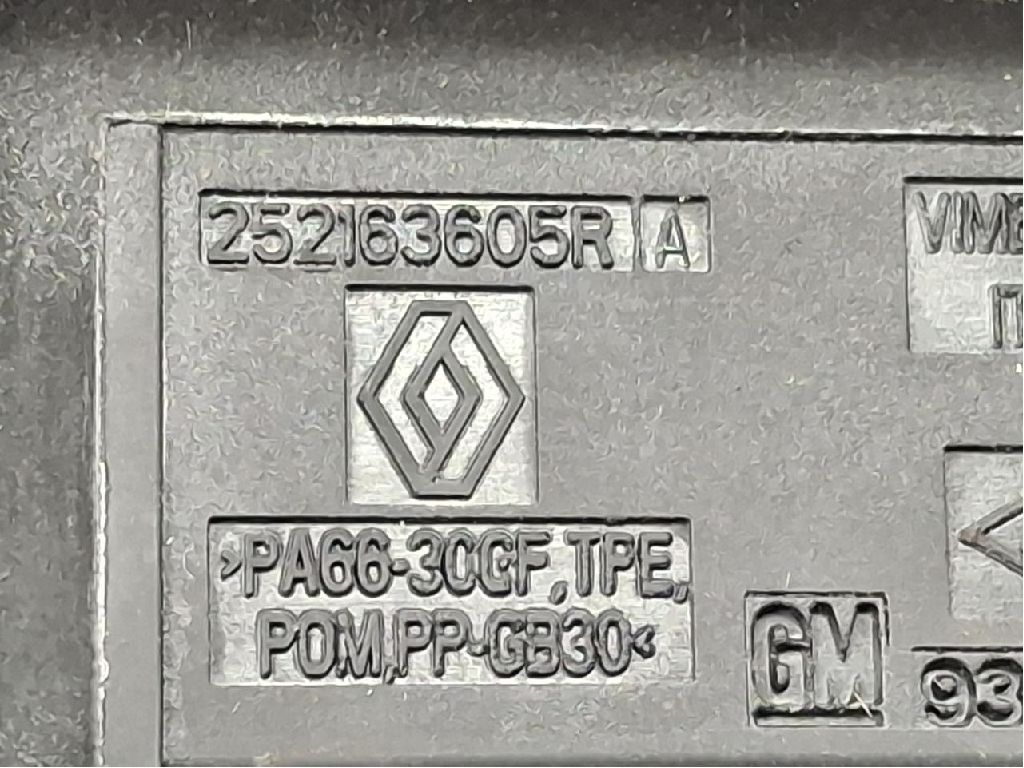 252163605R A
>PA66-30GF,TPE,
POM,PP-GB30<
GM